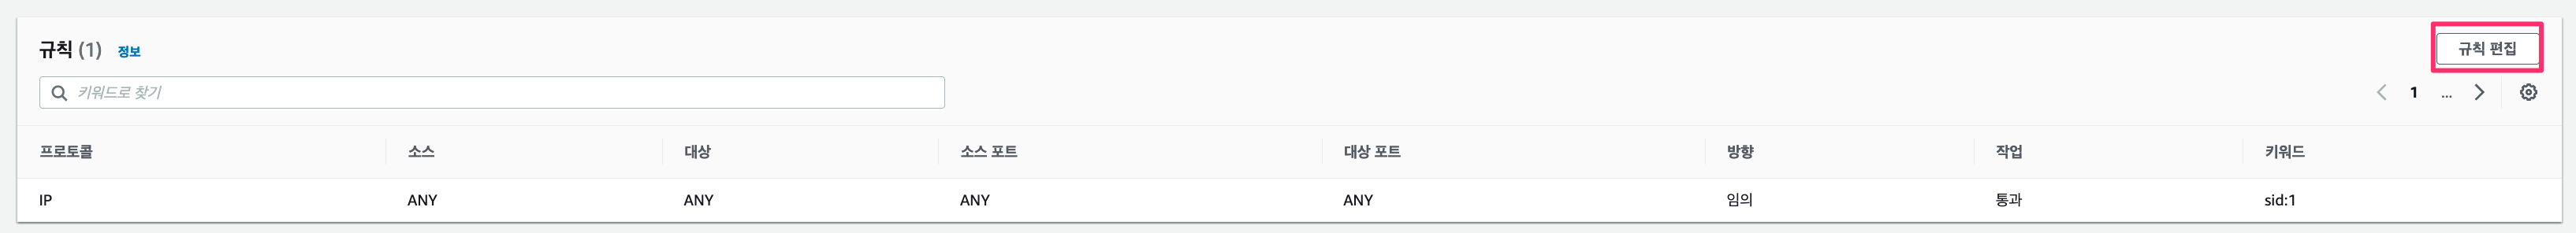 규칙 (1) 정보
규칙 편집
키워드로 찾기
1 ...
프로토콜 소스 대상 소스 포트 대상 포트 방향 작업 키워드
IP ANY ANY ANY ANY 임의 통과 sid:1